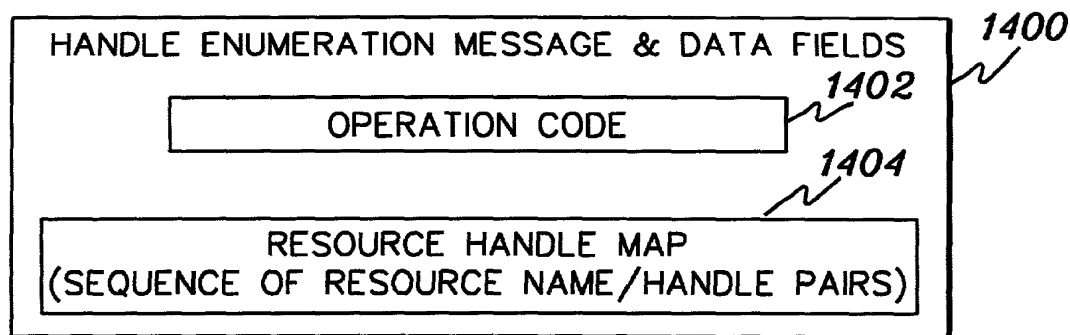 HANDLE ENUMERATION MESSAGE & DATA FIELDS
1400
1402
OPERATION CODE
1404
RESOURCE HANDLE MAP
(SEQUENCE OF RESOURCE NAME/HANDLE PAIRS)